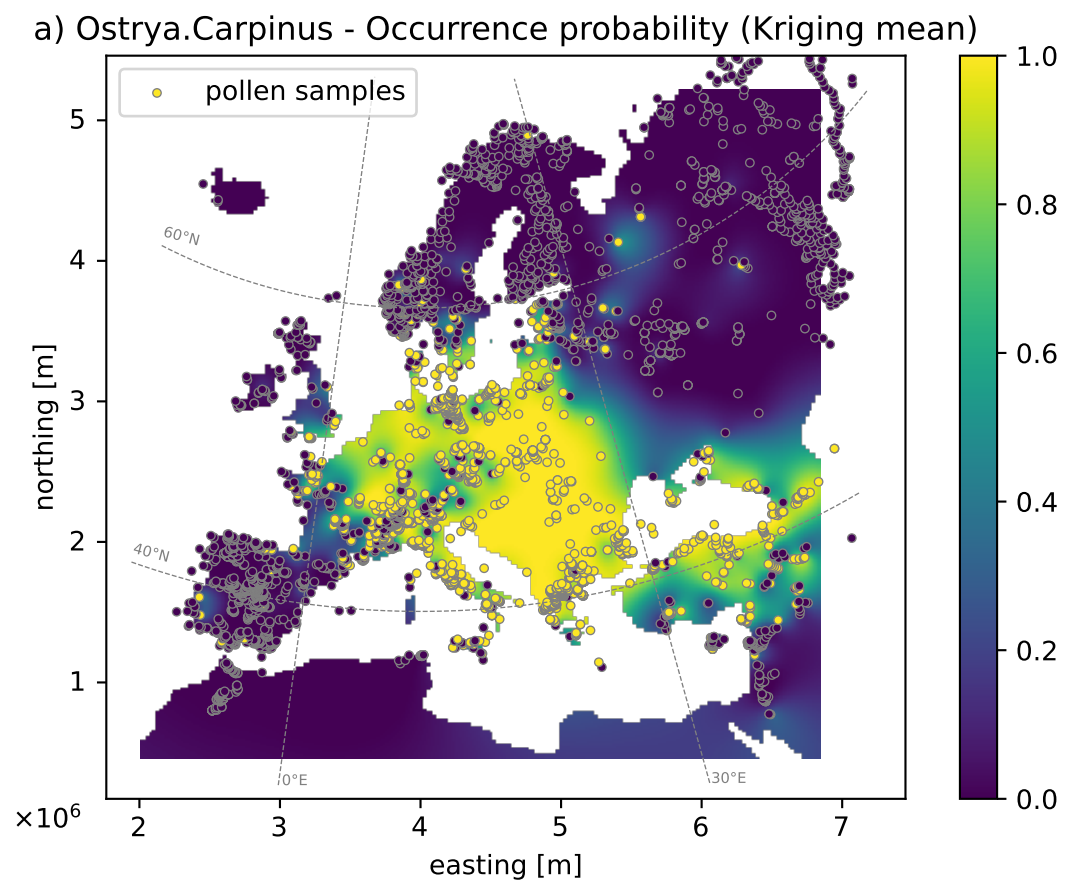 a) Ostrya.Carpinus - Occurrence probability (Kriging mean)
pollen samples
1.0
0.8
0.6
0.4
0.2
0.0
5
4
3
2
1
northing [m]
60°N
40°N
0°E
30°E
×10⁶
2
3
4
5
6
7
easting [m]